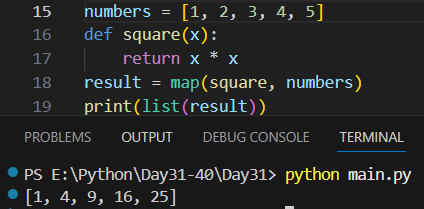 15 numbers = [1, 2, 3, 4, 5]
16 def square(x):
17     return x * x
18 result = map(square, numbers)
19 print(list(result))
PROBLEMS OUTPUT DEBUG CONSOLE TERMINAL
PS E:\Python\Day31-40\Day31> python main.py
[1, 4, 9, 16, 25]